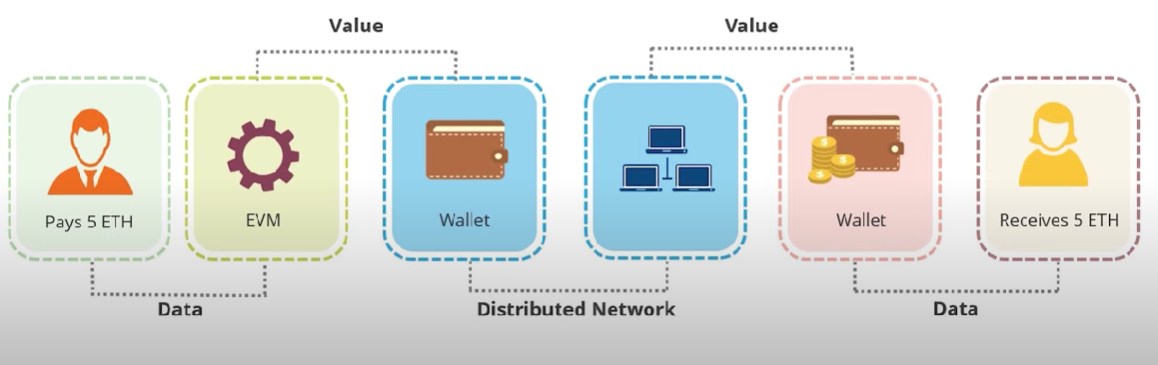 Value
Value
Pays 5 ETH
EVM
Wallet
Wallet
Receives 5 ETH
Data
Distributed Network
Data